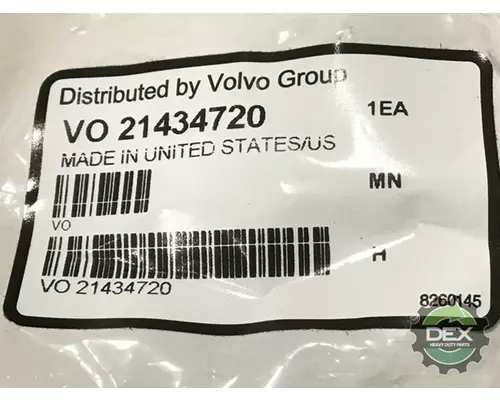 Distributed by Volvo Group
VO 21434720
1EA
MADE IN UNITED STATES/US
MN
VO
H
VO 21434720
8260145
DEX
HEAVY DUTY PARTS